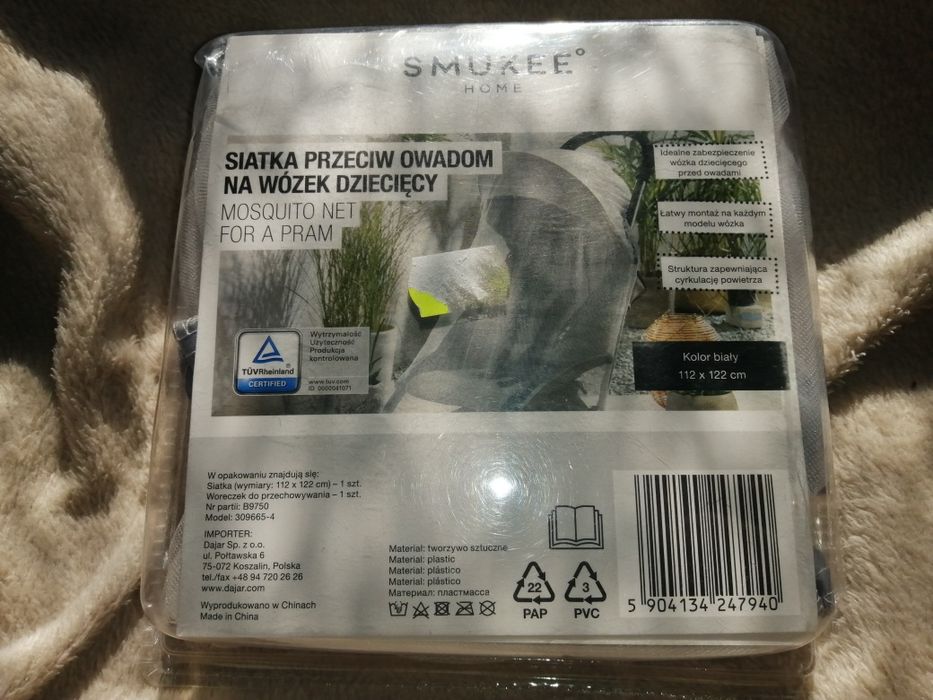 SMUKEE°
HOME
SIATKA PRZECIW OWADOM
NA WÓZEK DZIECIĘCY
MOSQUITO NET
FOR A PRAM
Idealne zabezpieczenie
wózka dziecięcego
przed owadami
Łatwy montaż na każdym
modelu wózka
Struktura zapewniająca
cyrkulację powietrza
TÜVRheinland®
CERTIFIED
Wytrzymałość
Użyteczność
Produkcja
kontrolowana
www.tuv.com
ID 0000041071
Kolor biały
112 x 122 cm
W opakowaniu znajdują się:
Siatka (wymiary: 112 x 122 cm) – 1 szt.
Woreczek do przechowywania – 1 szt.
Nr partii: B9750
Model: 309665-4
IMPORTER:
Dajar Sp. z o.o.
ul. Połtawska 6
75-072 Koszalin, Polska
tel./fax +48 94 720 26 26
www.dajar.com
Wyprodukowano w Chinach
Made in China
Materiał: tworzywo sztuczne
Material: plastic
Material: plástico
Material: plástico
Материал: пластмасса
22
PAP
3
PVC
5 904134 247940